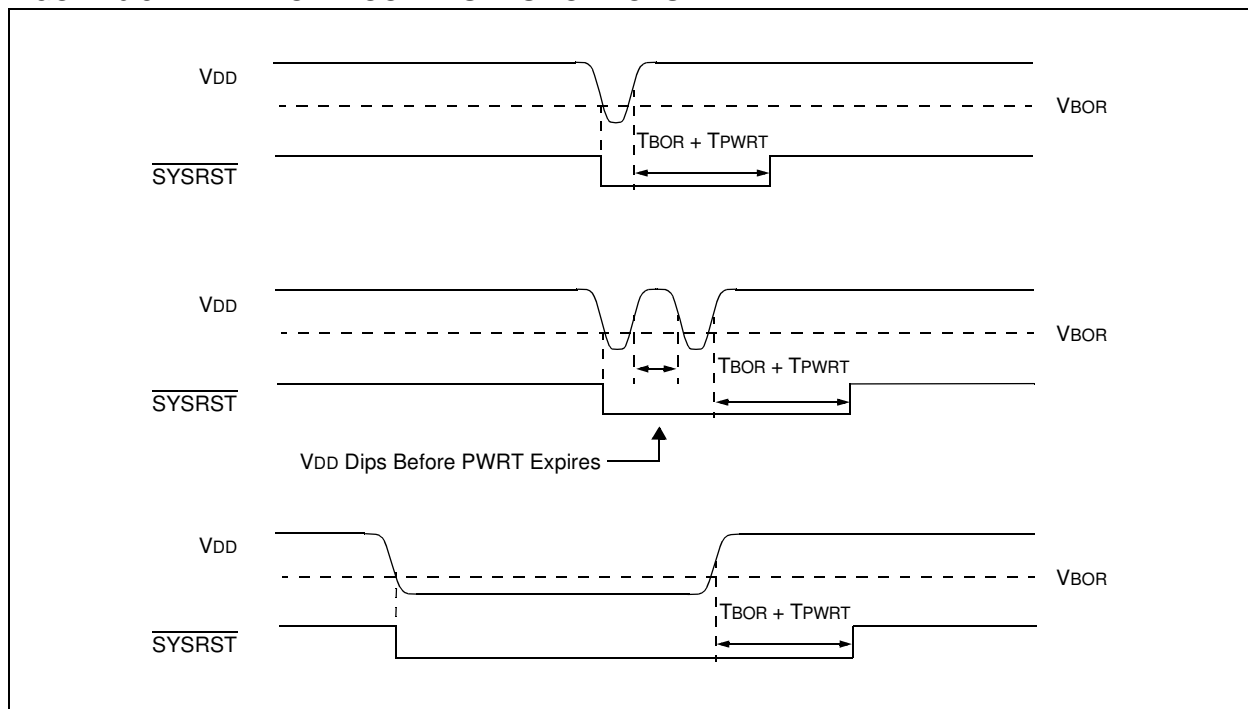 VDD
VBOR
TBOR + TPWRT
SYSRST
VDD
VBOR
TBOR + TPWRT
SYSRST
VDD Dips Before PWRT Expires
VDD
VBOR
TBOR + TPWRT
SYSRST